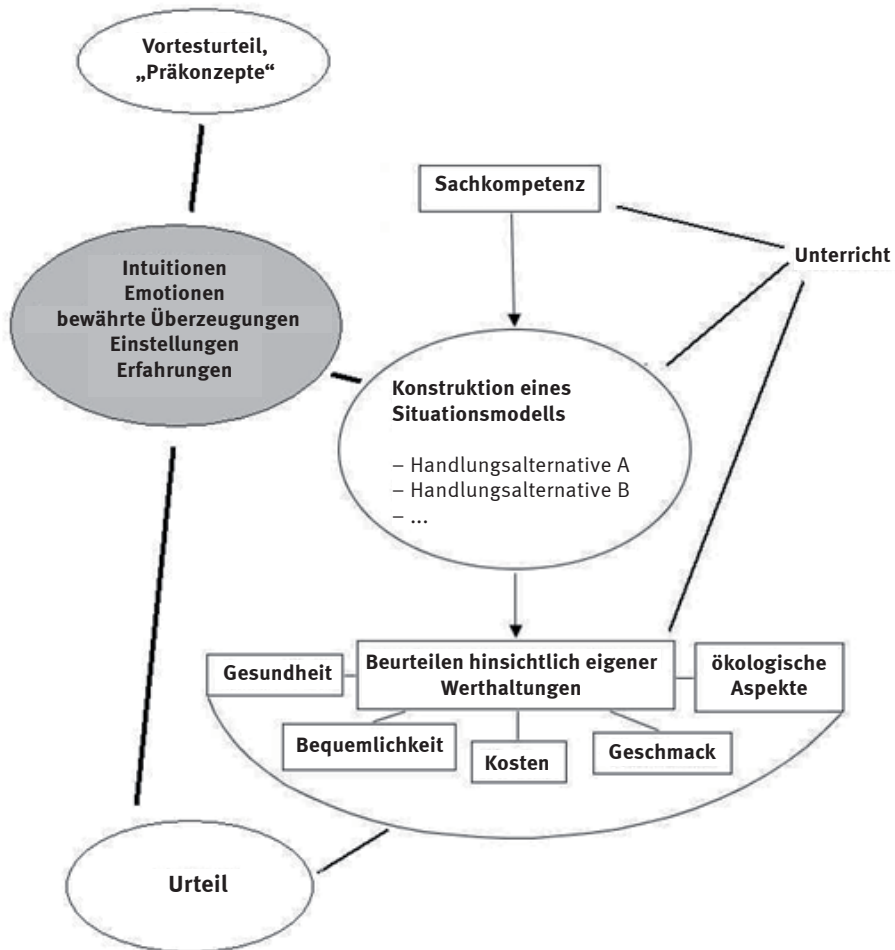 Vortesturteil,
„Präkonzepte“
Sachkompetenz
Unterricht
Intuitionen
Emotionen
bewährte Überzeugungen
Einstellungen
Erfahrungen
Konstruktion eines
Situationsmodells
– Handlungsalternative A
– Handlungsalternative B
– ...
Gesundheit
Beurteilen hinsichtlich eigener
Werthaltungen
ökologische
Aspekte
Bequemlichkeit
Kosten
Geschmack
Urteil